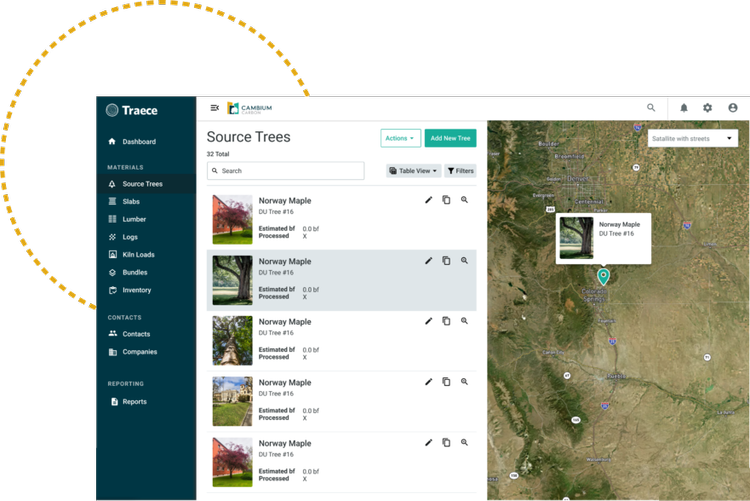 Traece
Dashboard
MATERIALS
Source Trees
Slabs
Lumber
Logs
Kiln Loads
Bundles
Inventory
CONTACTS
Contacts
Companies
REPORTING
Reports
CAMBIUM
CARBON
Source Trees
Actions
Add New Tree
32 Total
Search
Table View
Filters
Norway Maple
DU Tree #16
Estimated bf 0.0 bf
Processed X
Norway Maple
DU Tree #16
Estimated bf 0.0 bf
Processed X
Norway Maple
DU Tree #16
Estimated bf 0.0 bf
Processed X
Norway Maple
DU Tree #16
Estimated bf 0.0 bf
Processed X
Norway Maple
DU Tree #16
Estimated bf 0.0 bf
Processed X
Satallite with streets
Boulder
Broomfield
Denver
Evergreen
Centennial
Norway Maple
DU Tree #16
Colorado
Springs
Pueblo
Walsenburg